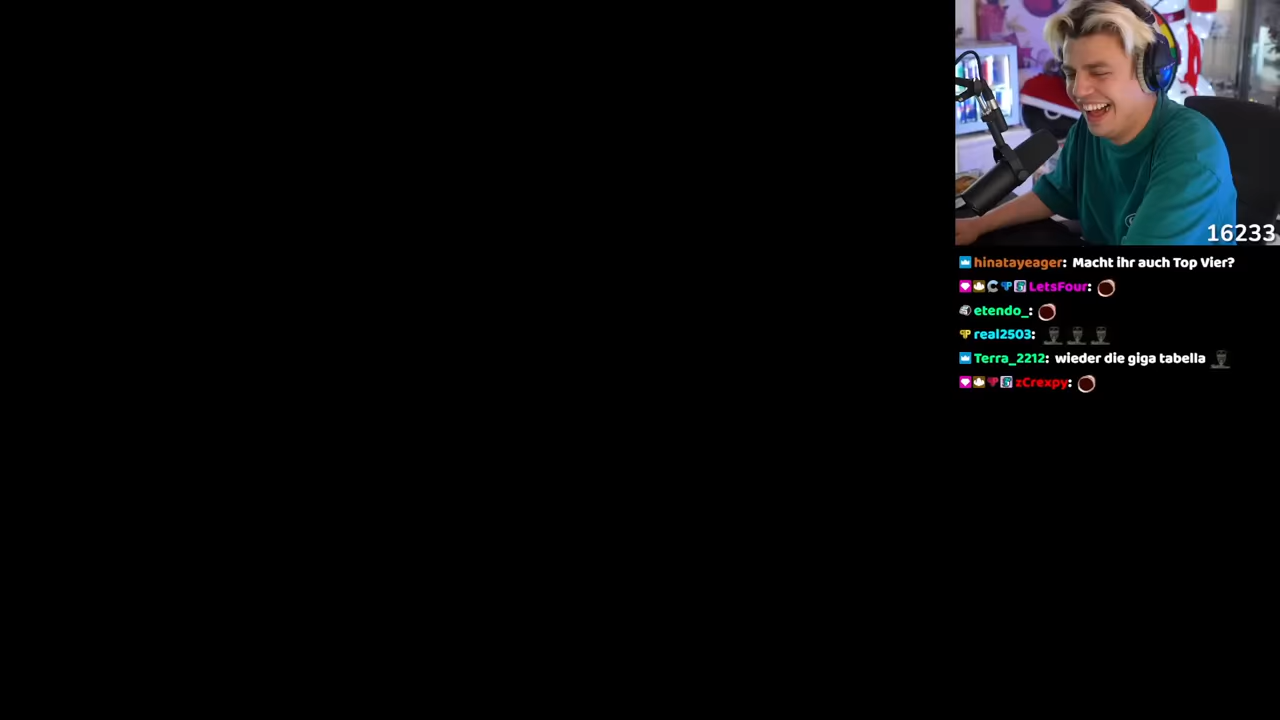 16233
hinatayeager: Macht ihr auch Top Vier?
LetsFour:
etendo_:
real2503:
Terra_2212: wieder die giga tabella
zCrexpy: